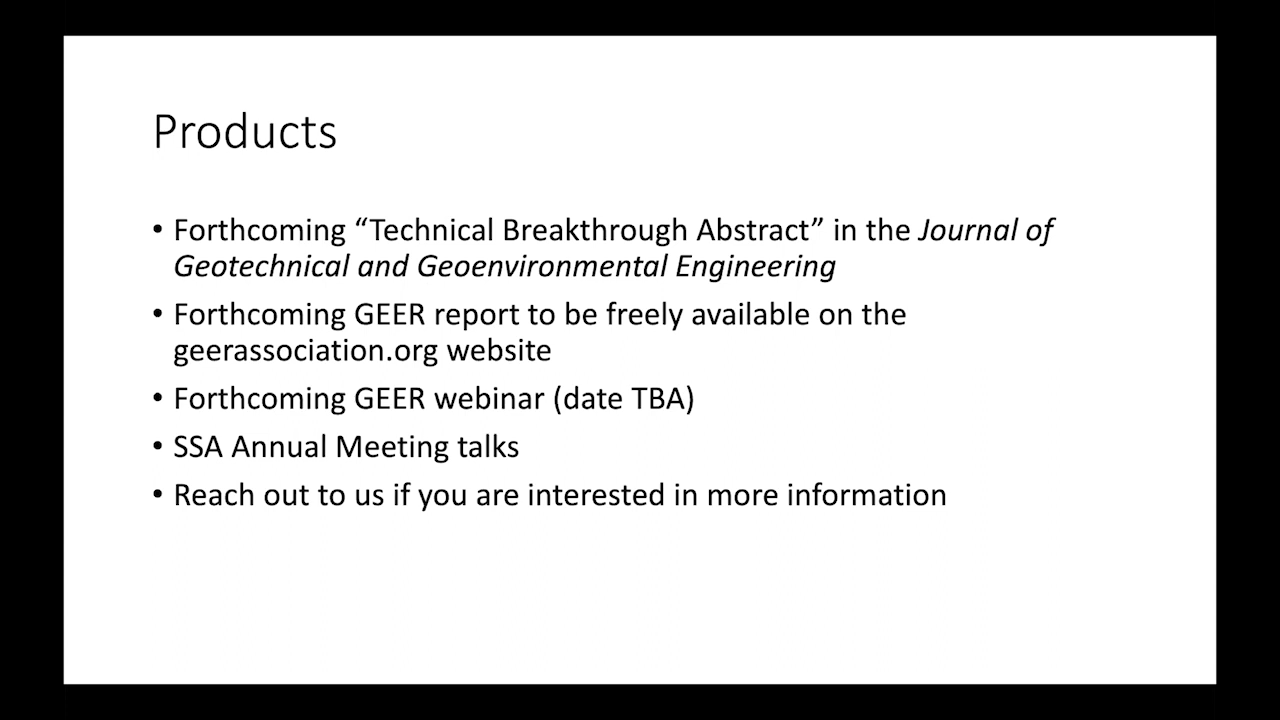 Products
• Forthcoming “Technical Breakthrough Abstract” in the Journal of
Geotechnical and Geoenvironmental Engineering
• Forthcoming GEER report to be freely available on the
geerassociation.org website
• Forthcoming GEER webinar (date TBA)
• SSA Annual Meeting talks
• Reach out to us if you are interested in more information